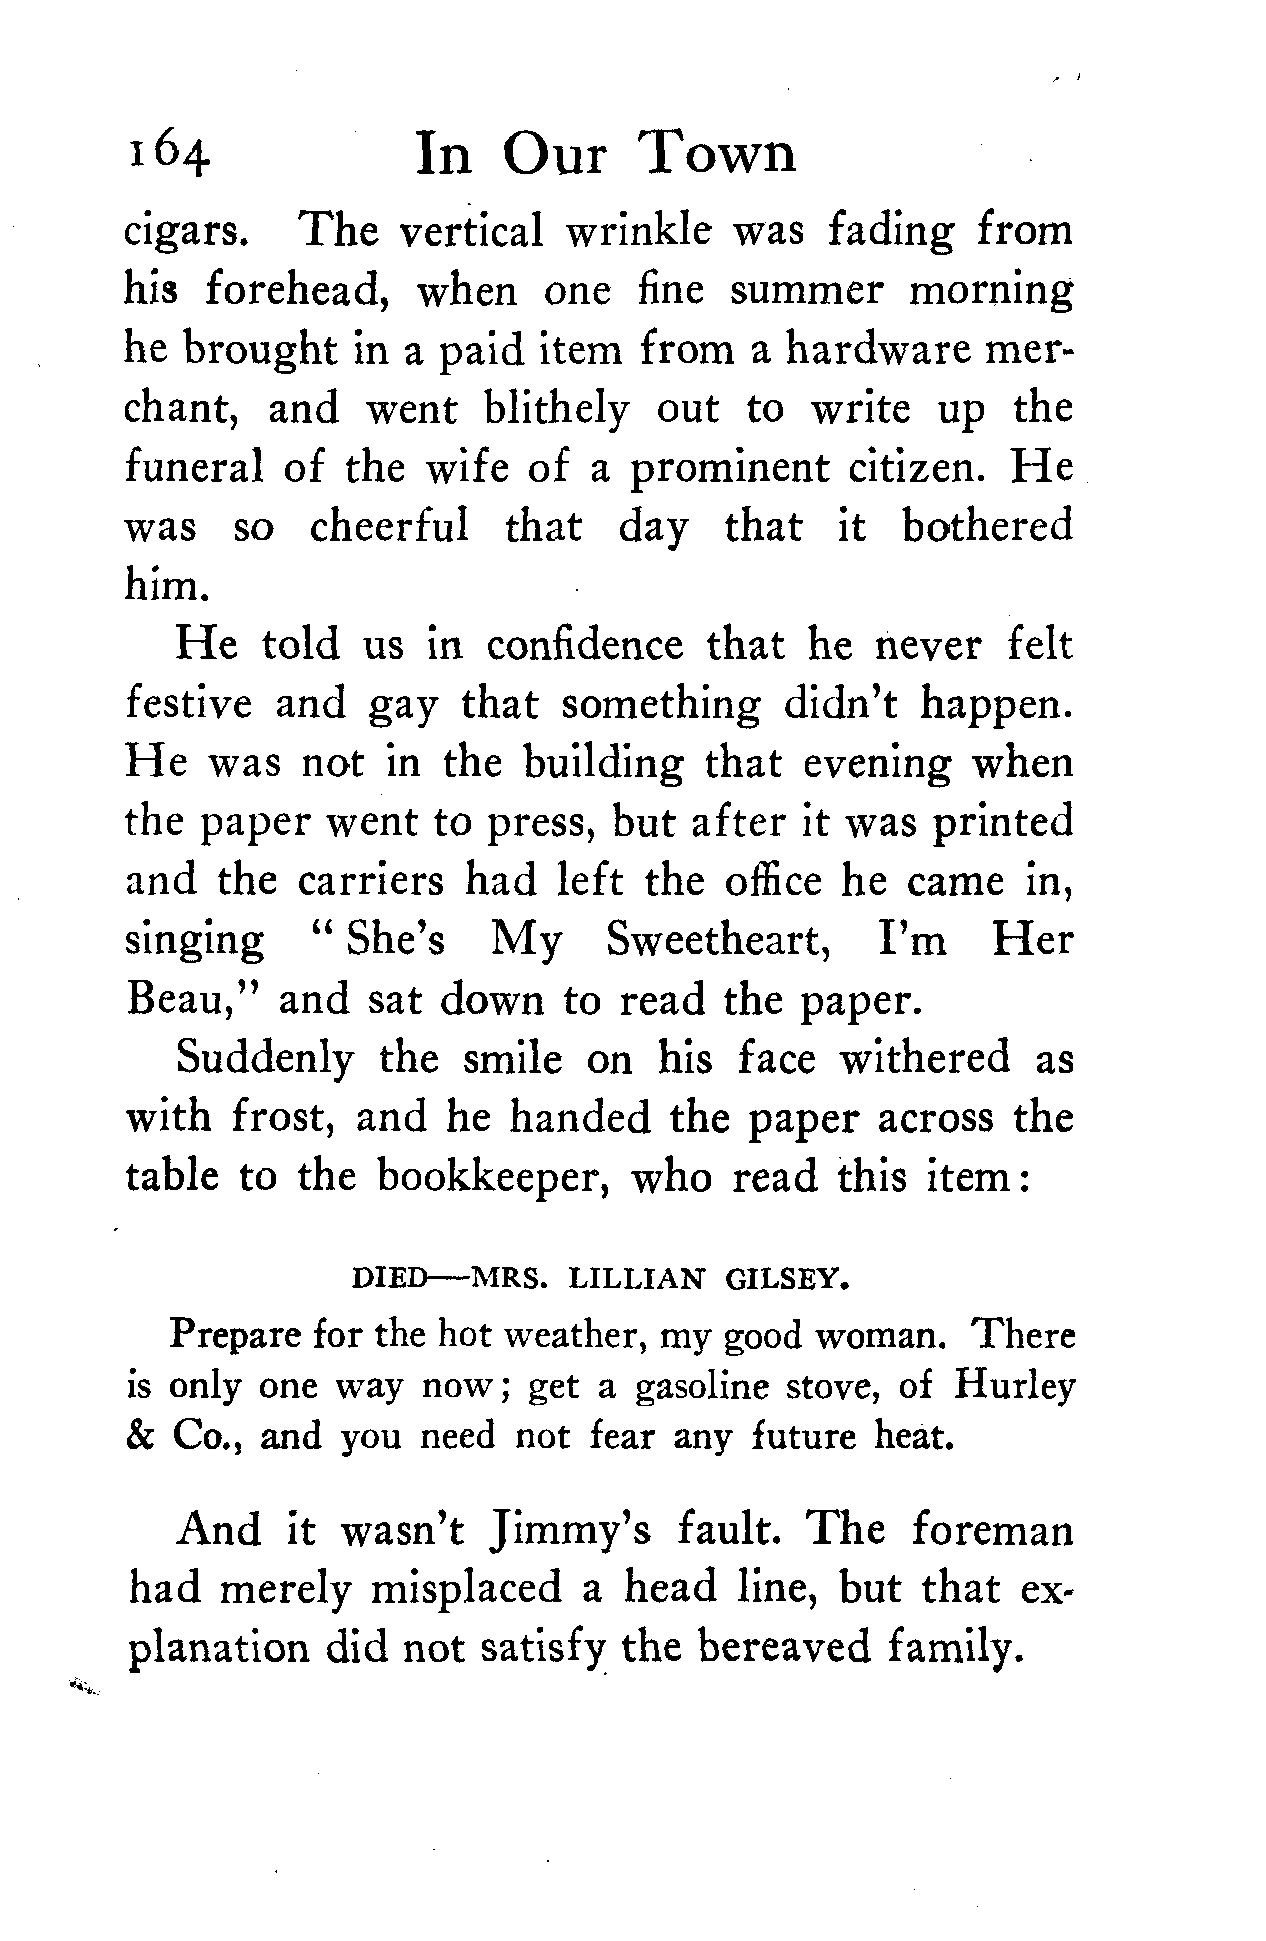 164 In Our Town
cigars. The vertical wrinkle was fading from
his forehead, when one fine summer morning
he brought in a paid item from a hardware mer-
chant, and went blithely out to write up the
funeral of the wife of a prominent citizen. He
was so cheerful that day that it bothered
him.
He told us in confidence that he never felt
festive and gay that something didn't happen.
He was not in the building that evening when
the paper went to press, but after it was printed
and the carriers had left the office he came in,
singing " She's My Sweetheart, I'm Her
Beau," and sat down to read the paper.
Suddenly the smile on his face withered as
with frost, and he handed the paper across the
table to the bookkeeper, who read this item:
DIED—MRS. LILLIAN GILSEY.
Prepare for the hot weather, my good woman. There
is only one way now; get a gasoline stove, of Hurley
& Co., and you need not fear any future heat.
And it wasn't Jimmy's fault. The foreman
had merely misplaced a head line, but that ex-
planation did not satisfy the bereaved family.